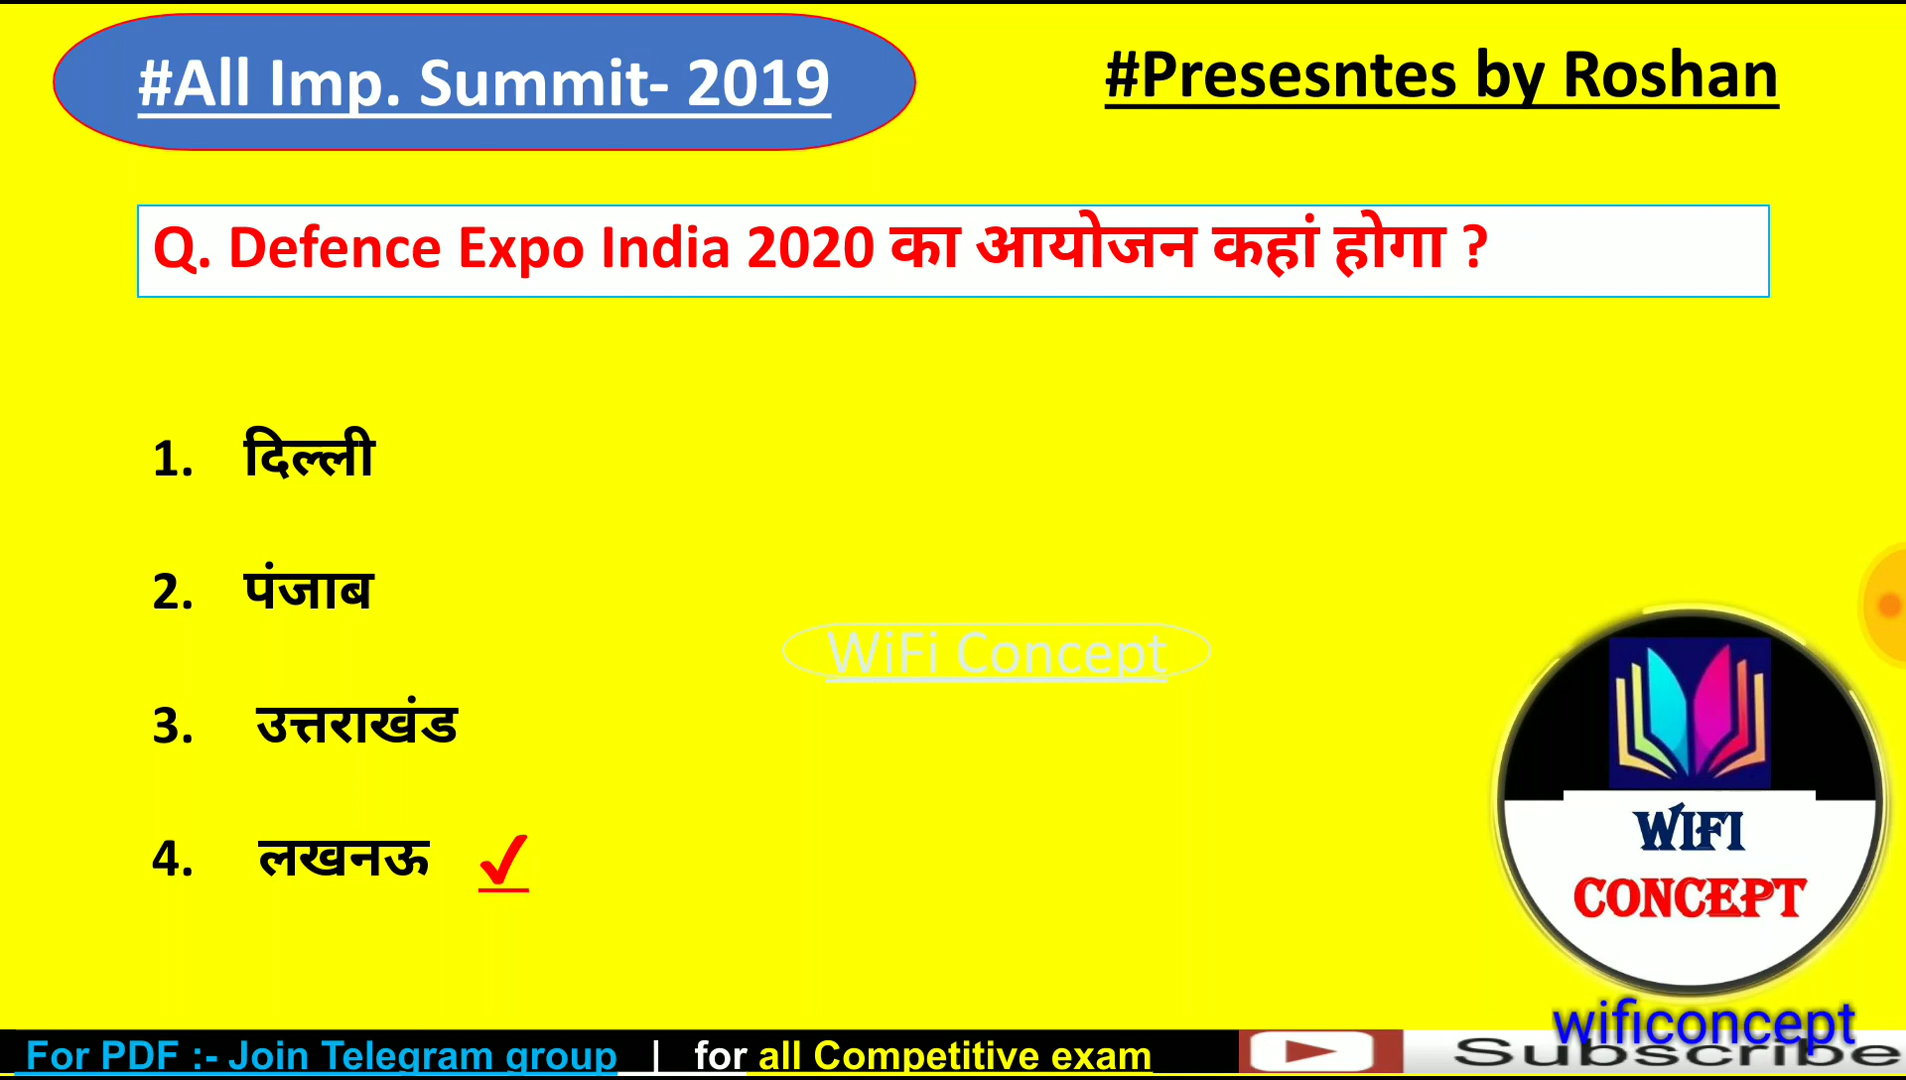 #All Imp. Summit- 2019
#Presesntes by Roshan
Q. Defence Expo India 2020 का आयोजन कहां होगा ?
1. दिल्ली
2. पंजाब
WiFi Concept
3. उत्तराखंड
4. लखनऊ ✓
WIFI
CONCEPT
wificoncept
For PDF :- Join Telegram group | for all Competitive exam
Subscribe